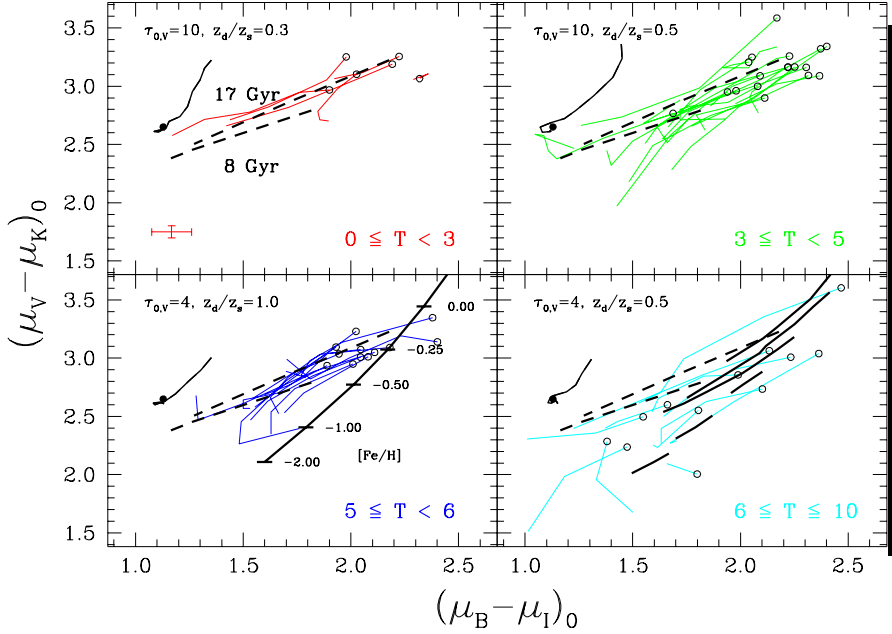 τ0,V=10, zd/zs=0.3
17 Gyr
8 Gyr
0 ≦ T < 3
τ0,V=10, zd/zs=0.5
3 ≦ T < 5
3.5
3.0
2.5
2.0
1.5
τ0,V=4, zd/zs=1.0
0.00
−0.25
−0.50
−1.00
−2.00
[Fe/H]
5 ≦ T < 6
τ0,V=4, zd/zs=0.5
6 ≦ T ≦ 10
3.5
3.0
2.5
2.0
1.5
1.0 1.5 2.0 2.5 1.0 1.5 2.0 2.5
(μV−μK)0
(μB−μI)0